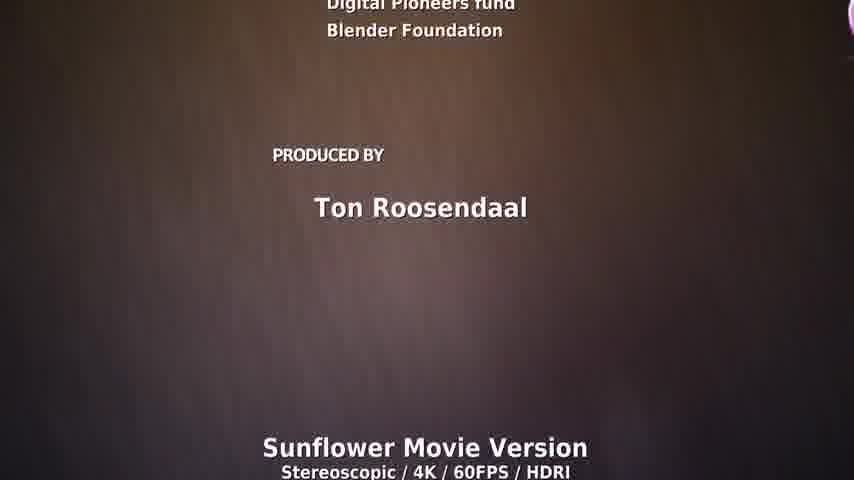 Digital Pioneers fund
Blender Foundation
PRODUCED BY
Ton Roosendaal
Sunflower Movie Version
Stereoscopic / 4K / 60FPS / HDRI